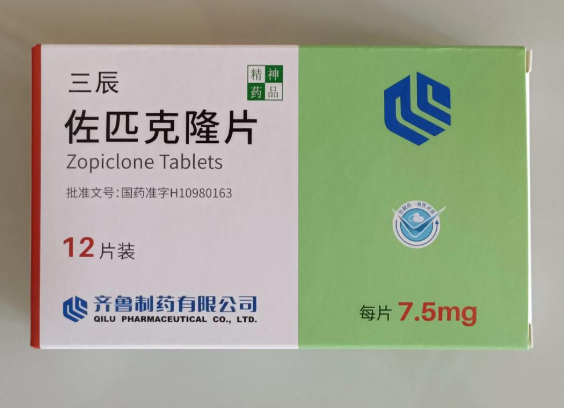 三辰
精神
药品
佐匹克隆片
Zopiclone Tablets
批准文号:国药准字H10980163
12片装
齐鲁制药有限公司
QILU PHARMACEUTICAL CO., LTD.
每片 7.5mg